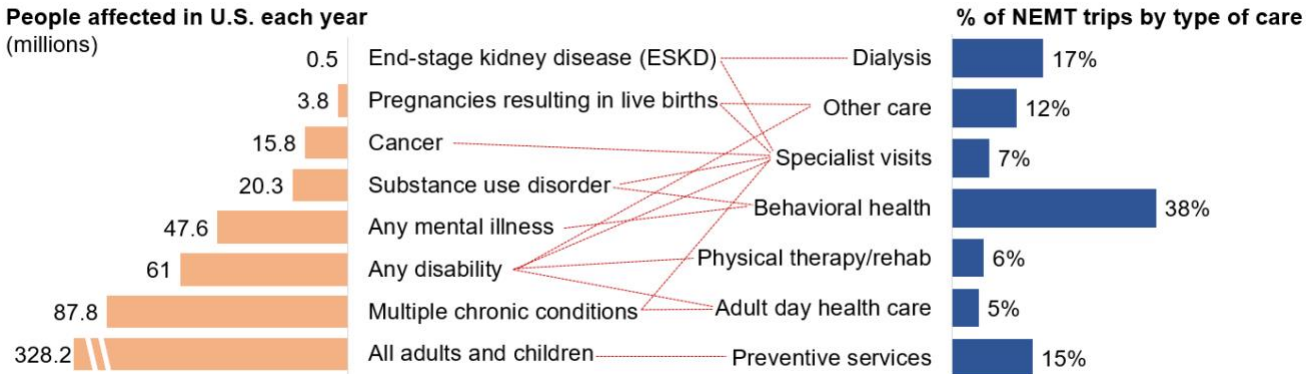 People affected in U.S. each year
(millions)
% of NEMT trips by type of care
0.5 End-stage kidney disease (ESKD) Dialysis 17%
3.8 Pregnancies resulting in live births Other care 12%
15.8 Cancer Specialist visits 7%
20.3 Substance use disorder Behavioral health 38%
47.6 Any mental illness Physical therapy/rehab 6%
61 Any disability Adult day health care 5%
87.8 Multiple chronic conditions
328.2 All adults and children Preventive services 15%